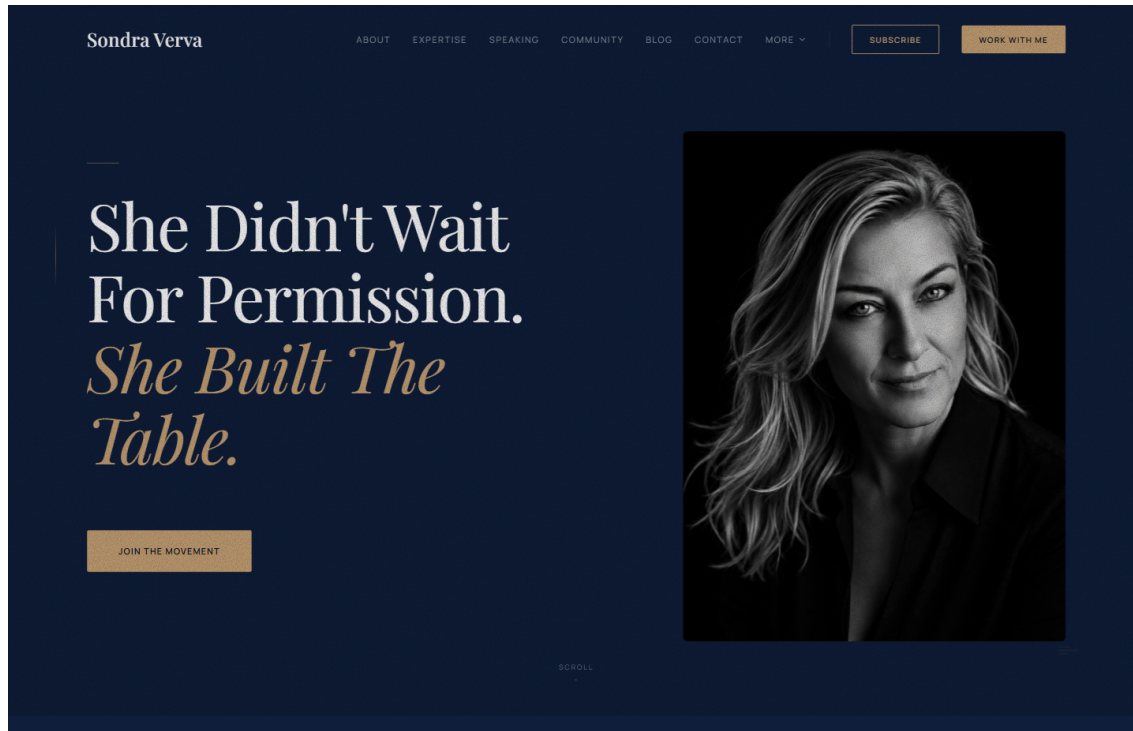 Sondra Verva
ABOUT EXPERTISE SPEAKING COMMUNITY BLOG CONTACT MORE SUBSCRIBE WORK WITH ME
She Didn't Wait
For Permission.
She Built The
Table.
JOIN THE MOVEMENT
SCROLL